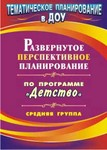 ТЕМАТИЧЕСКОЕ ПЛАНИРОВАНИЕ
В ДОУ
РАЗВЕРНУТОЕ
ПЕРСПЕКТИВНОЕ
ПЛАНИРОВАНИЕ
ПО ПРОГРАММЕ
«Детство»
СРЕДНЯЯ ГРУППА